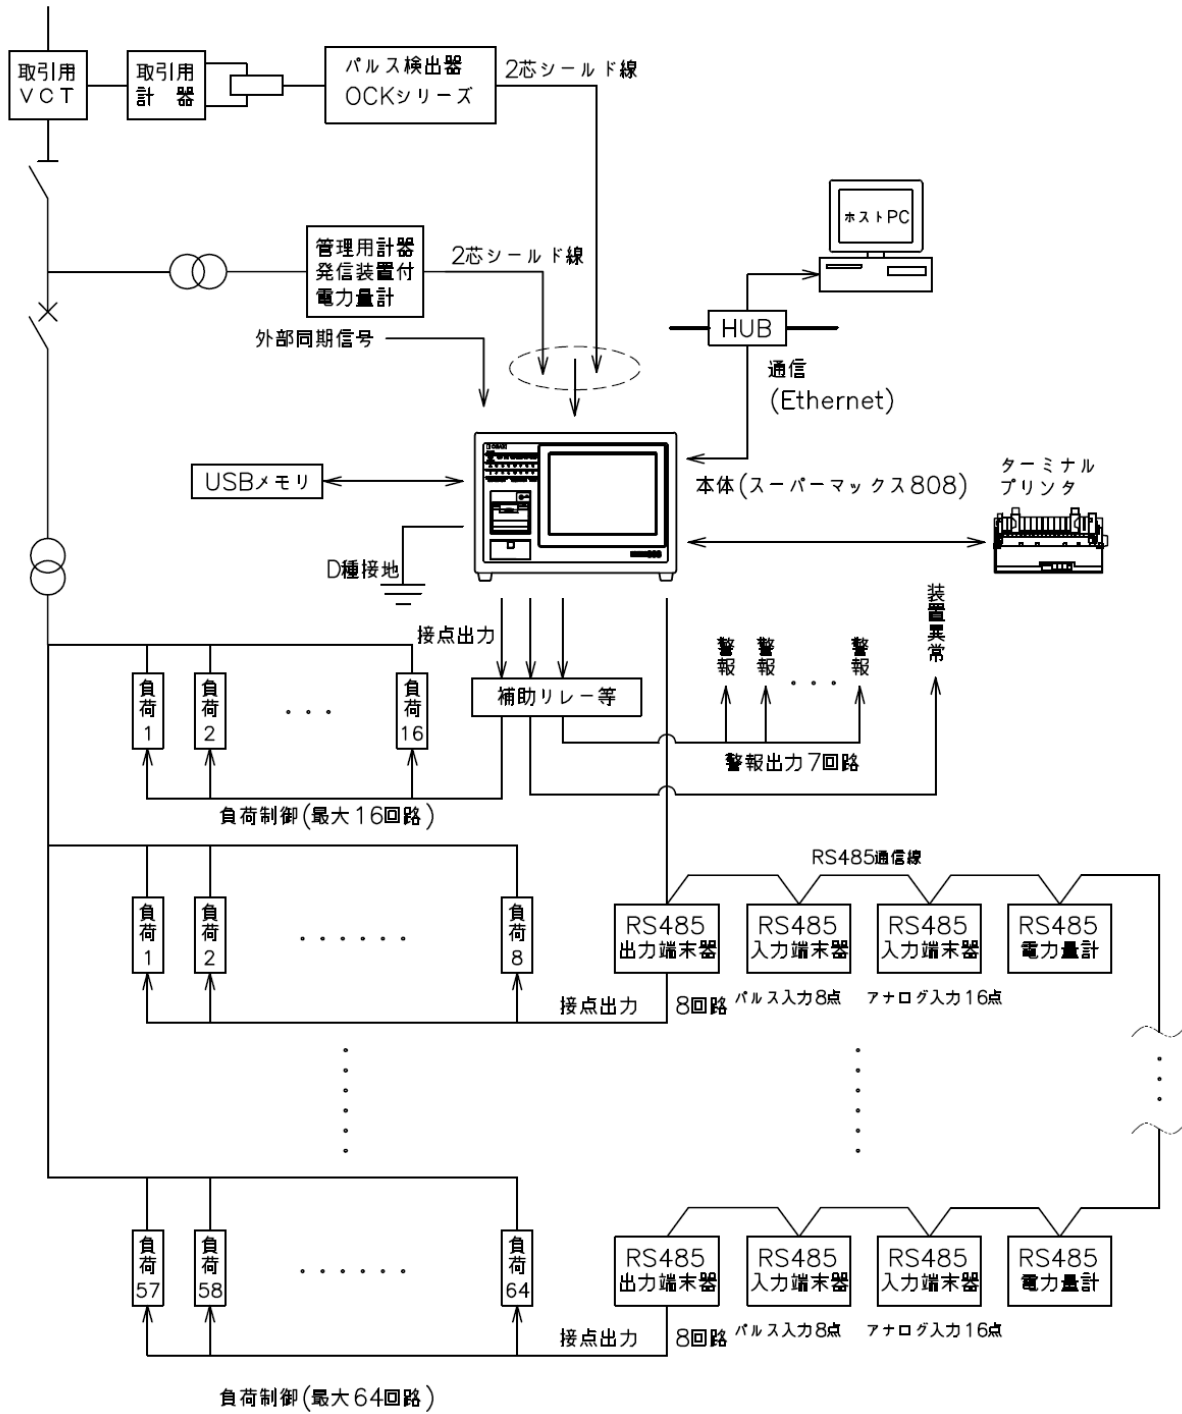 取引用
VCT
取引用
計器
パルス検出器
OCKシリーズ
2芯シールド線
ホストPC
管理用計器
発信装置付
電力量計
2芯シールド線
HUB
外部同期信号
通信
(Ethernet)
USBメモリ
本体(スーパーマックス808)
ターミナル
プリンタ
D種接地
接点出力
装置異常
警報
警報
・・・
警報
負荷
1
負荷
2
・・・
負荷
16
補助リレー等
警報出力7回路
負荷制御(最大16回路)
RS485通信線
負荷
1
負荷
2
・・・・・・
負荷
8
RS485
出力端末器
RS485
入力端末器
RS485
入力端末器
RS485
電力量計
接点出力
8回路
パルス入力8点
アナログ入力16点
負荷
57
負荷
58
・・・・・・
負荷
64
RS485
出力端末器
RS485
入力端末器
RS485
入力端末器
RS485
電力量計
接点出力
8回路
パルス入力8点
アナログ入力16点
負荷制御(最大64回路)